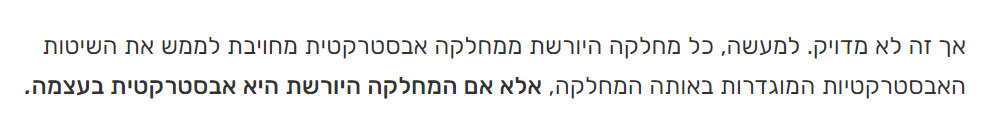 אך זה לא מדויק. למעשה, כל מחלקה היורשת ממחלקה אבסטרקטית מחויבת לממש את השיטות
האבסטרקטיות המוגדרות באותה המחלקה, אלא אם המחלקה היורשת היא אבסטרקטית בעצמה.